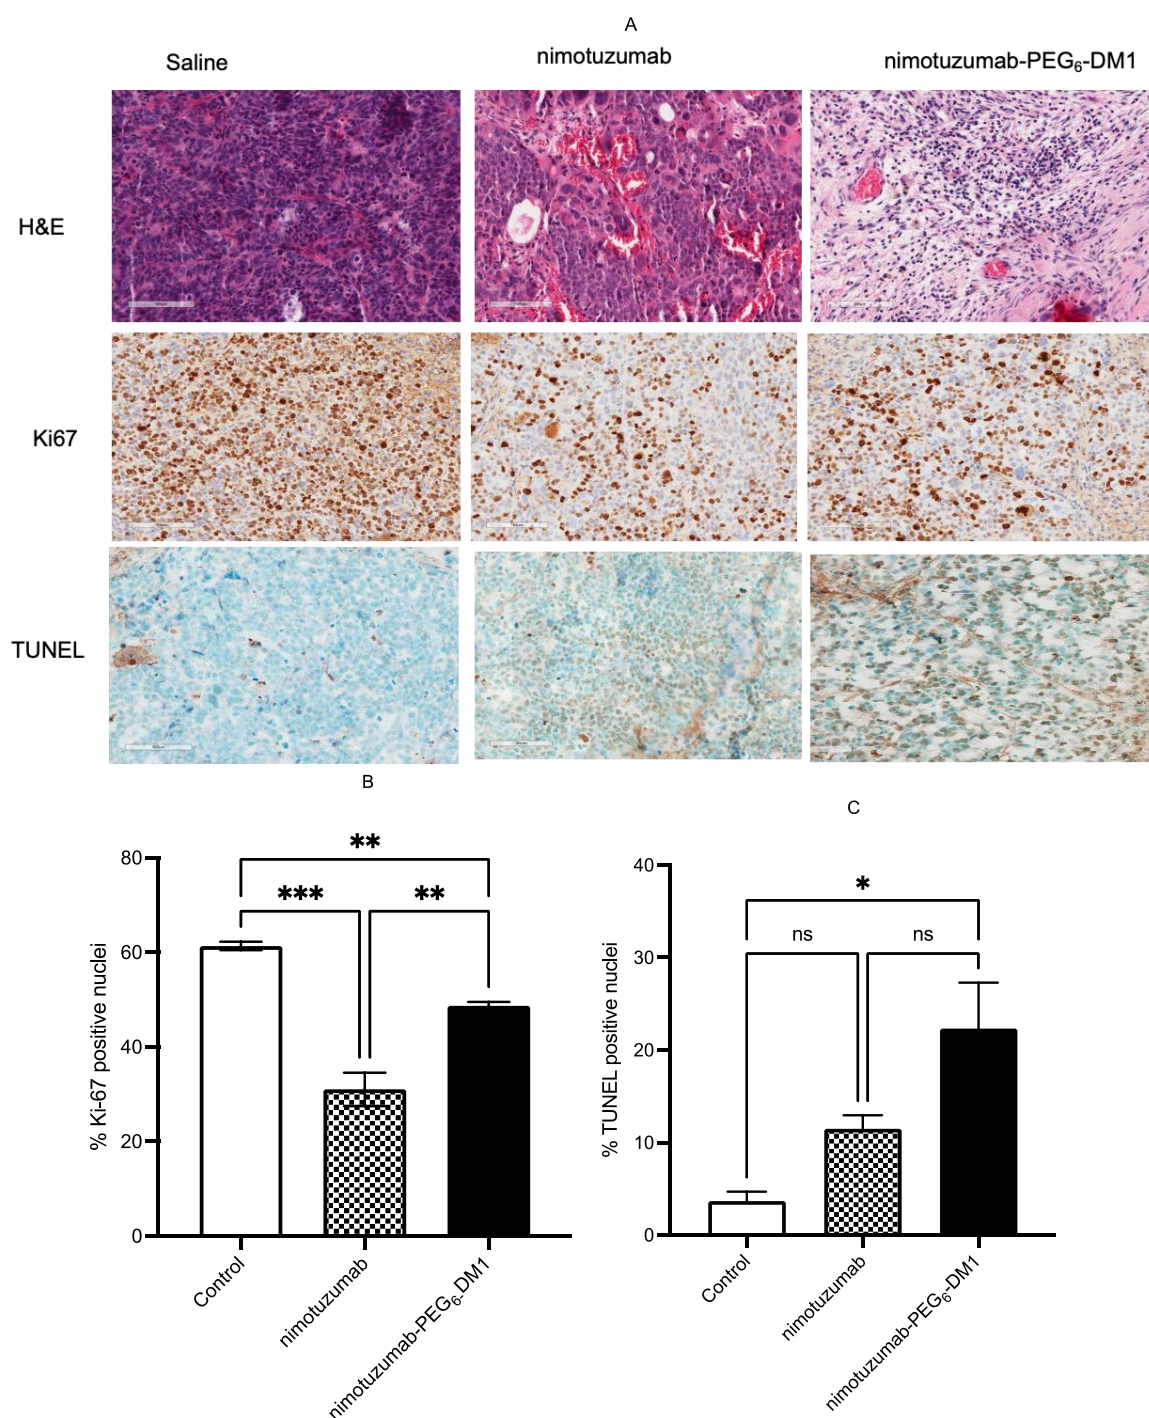 A
Saline
nimotuzumab
nimotuzumab-PEG₆-DM1
H&E
Ki67
TUNEL
B
C
% Ki-67 positive nuclei
80
60
40
20
0
**
***
**
Control
nimotuzumab
nimotuzumab-PEG₆-DM1
% TUNEL positive nuclei
40
30
20
10
0
*
ns
ns
Control
nimotuzumab
nimotuzumab-PEG₆-DM1